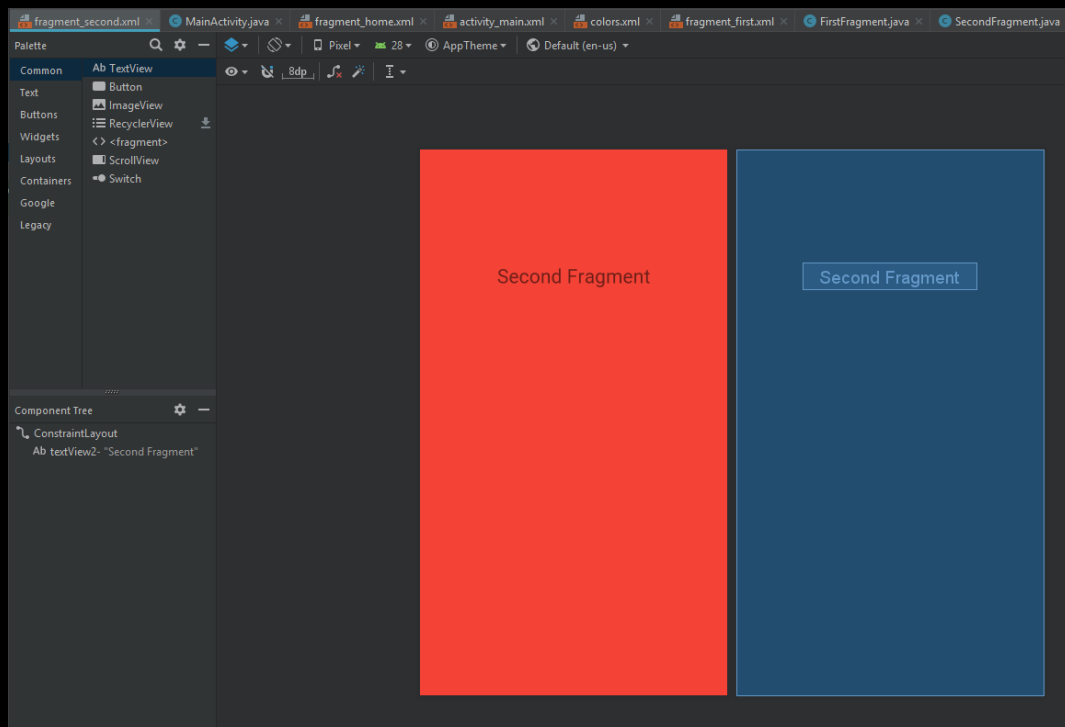 fragment_second.xml MainActivity.java fragment_home.xml activity_main.xml colors.xml fragment_first.xml FirstFragment.java SecondFragment.java
Palette
Pixel 28 AppTheme Default (en-us)
8dp
Common
Text
Buttons
Widgets
Layouts
Containers
Google
Legacy
Ab TextView
Button
ImageView
RecyclerView
<fragment>
ScrollView
Switch
Second Fragment
Second Fragment
Component Tree
ConstraintLayout
Ab textView2- "Second Fragment"